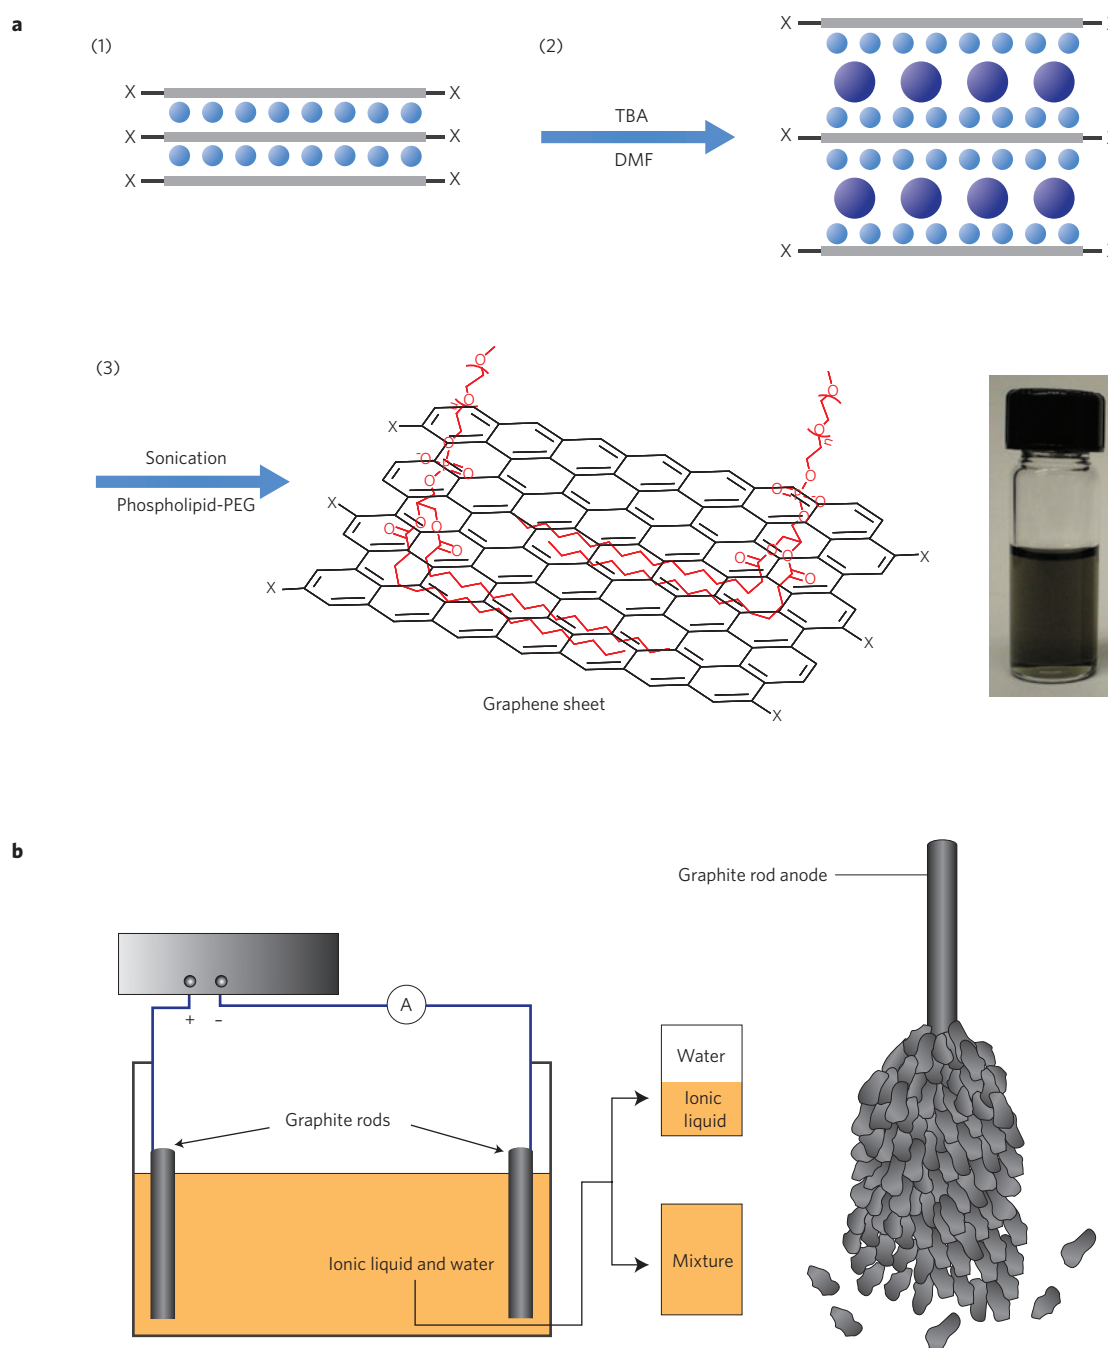 a
(1)
(2)
X X
X X
X X
TBA
DMF
X
X
X
(3)
Sonication
Phospholipid-PEG
O
O
O
O
X
O
-O
P
O
O
O
O
O
O
O
O
O-
P
O
O
O
O
X
X
X
X
X
Graphene sheet
b
Graphite rod anode
A
+ –
Water
Ionic
liquid
Graphite rods
Ionic liquid and water
Mixture